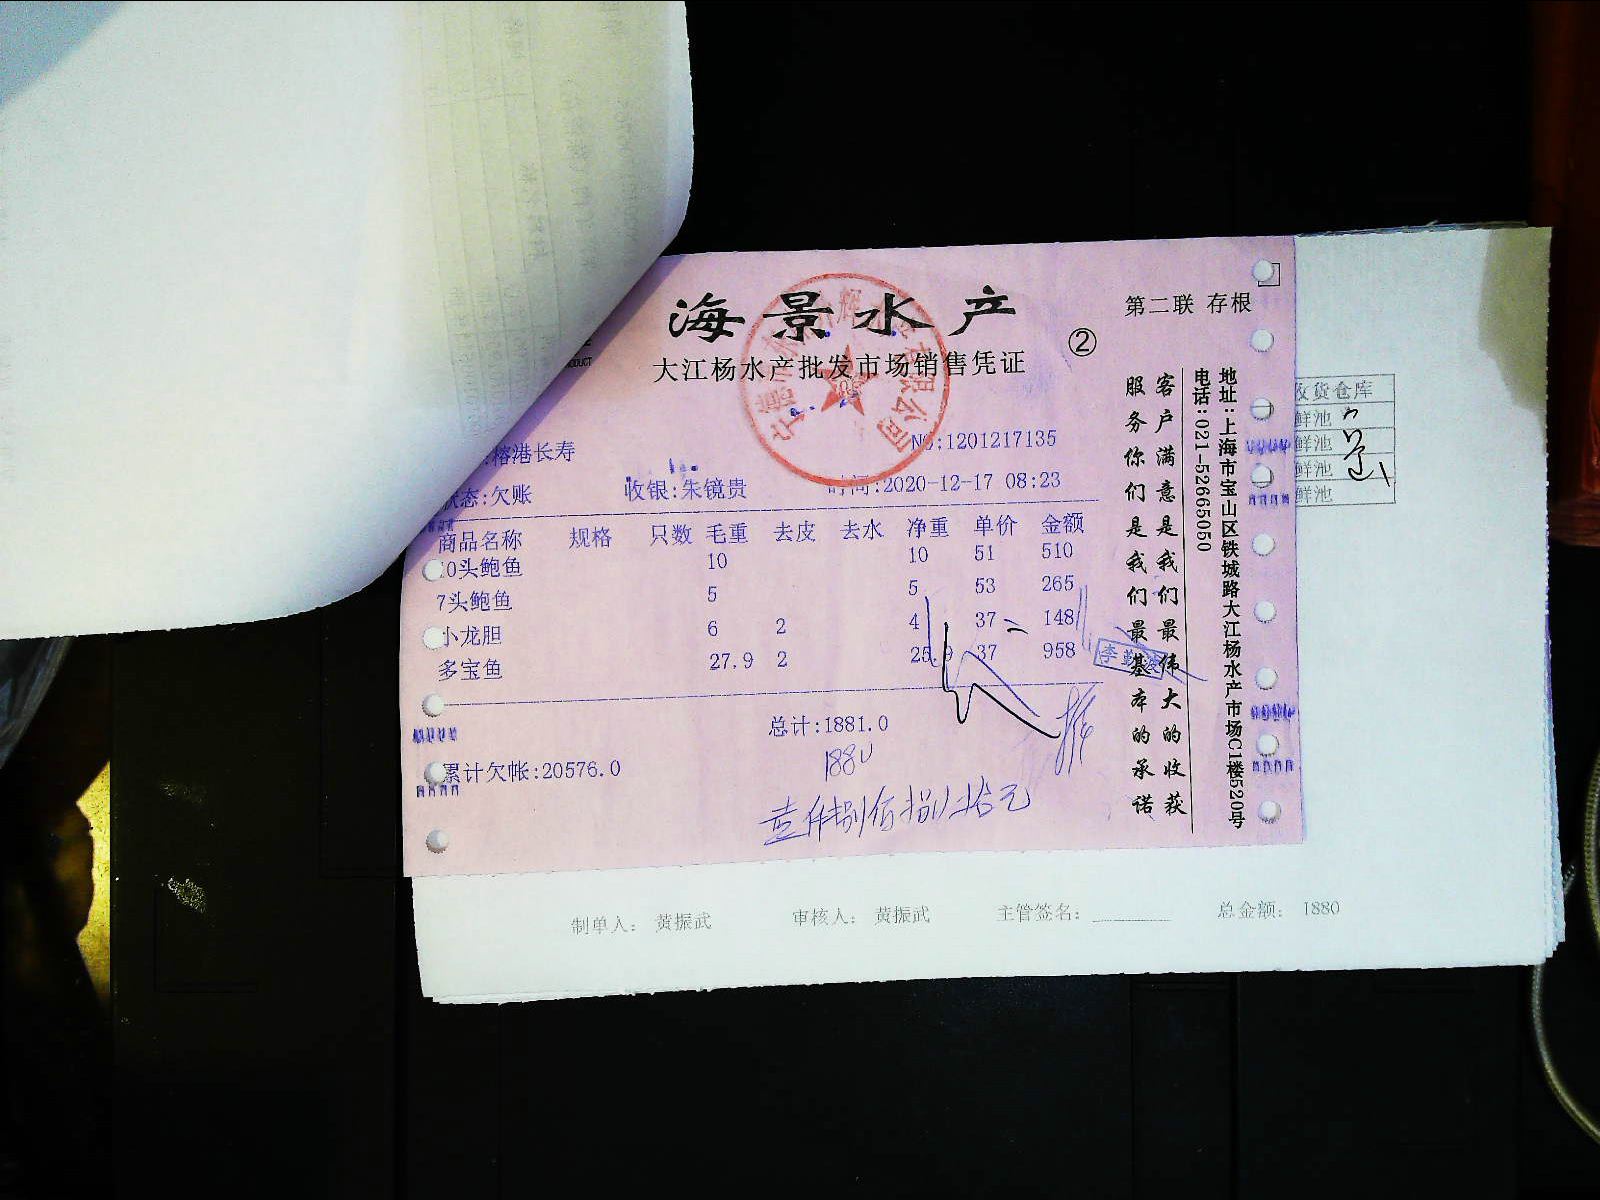 海景水产
第二联 存根
大江杨水产批发市场销售凭证
②
:榕港长寿
NO:1201217135
状态:欠账 收银:朱镜贵 时间:2020-12-17 08:23
商品名称 规格 只数 毛重 去皮 去水 净重 单价 金额
10头鲍鱼 10 10 51 510
7头鲍鱼 5 5 53 265
小龙胆 6 2 4 37 148
多宝鱼 27.9 2 25.9 37 958
总计:1881.0
1880
累计欠帐:20576.0
壹仟捌佰捌拾元
客户满意是我们最伟大的收获
服务你们是我们最基本的承诺
地址:上海市宝山区铁城路大江杨水产市场C1楼520号
电话:021-52665050
收货仓库
鲜池
鲜池
鲜池
鲜池
制单人: 黄振武 审核人: 黄振武 主管签名: 总金额: 1880